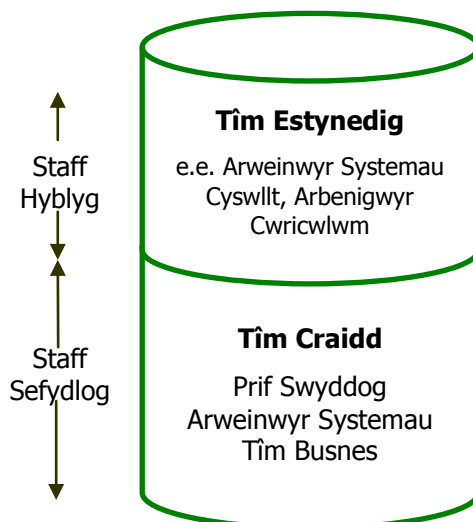 Tîm Estynedig
e.e. Arweinwyr Systemau
Cyswllt, Arbenigwyr
Cwricwlwm
Staff
Hyblyg
Tîm Craidd
Prif Swyddog
Arweinwyr Systemau
Tîm Busnes
Staff
Sefydlog